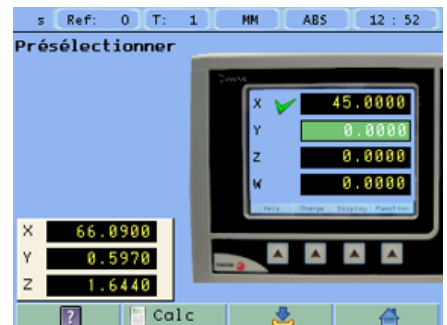 s Ref: 0 T: 1 MM ABS 12 : 52
Présélectionner
X 45.0000
Y 0.0000
Z 0.0000
W 0.0000
Help Change Display Function
X 66.0900
Y 0.5970
Z 1.6440
FAGOR
? Calc